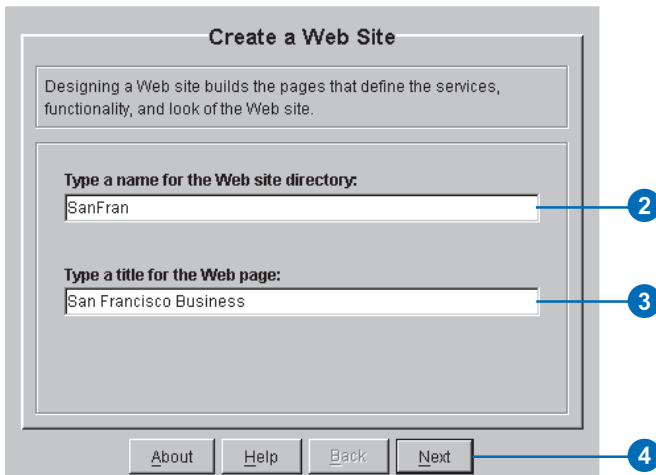 Create a Web Site
Designing a Web site builds the pages that define the services,
functionality, and look of the Web site.
Type a name for the Web site directory:
SanFran
2
Type a title for the Web page:
San Francisco Business
3
About Help Back Next
4